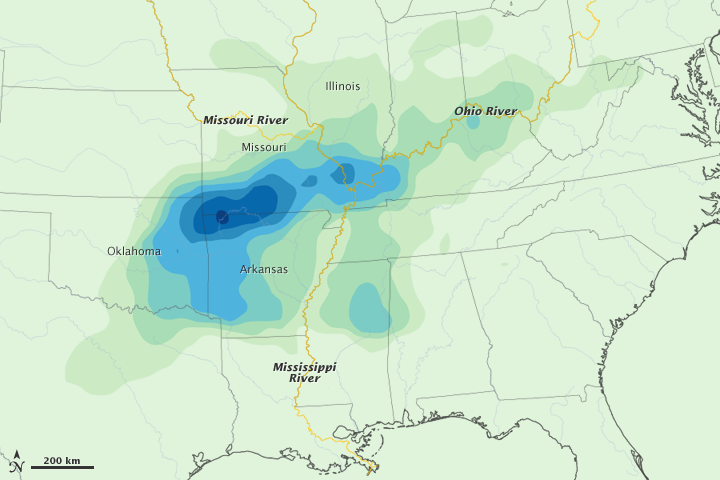 Illinois
Ohio River
Missouri River
Missouri
Oklahoma
Arkansas
Mississippi
River
N
200 km